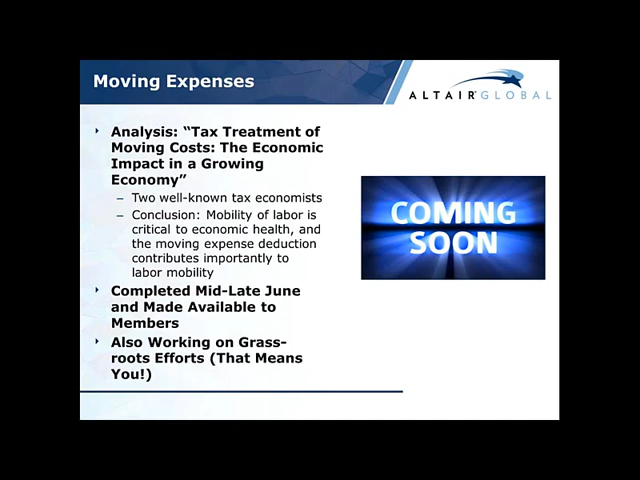 Moving Expenses
ALTAIR GLOBAL
Analysis: “Tax Treatment of
Moving Costs: The Economic
Impact in a Growing
Economy”
– Two well-known tax economists
– Conclusion: Mobility of labor is
critical to economic health, and
the moving expense deduction
contributes importantly to
labor mobility
Completed Mid-Late June
and Made Available to
Members
Also Working on Grass-
roots Efforts (That Means
You!)
COMING
SOON